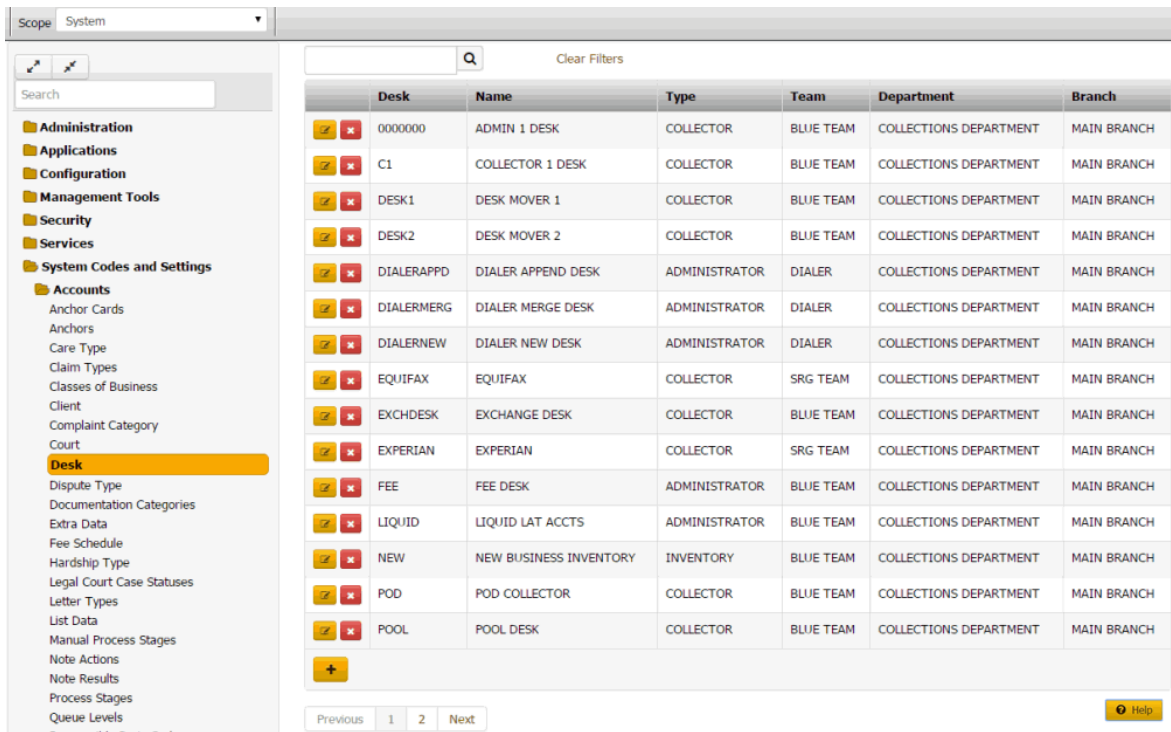 Scope System
Clear Filters
Search
Administration
Applications
Configuration
Management Tools
Security
Services
System Codes and Settings
Accounts
Anchor Cards
Anchors
Care Type
Claim Types
Classes of Business
Client
Complaint Category
Court
Desk
Dispute Type
Documentation Categories
Extra Data
Fee Schedule
Hardship Type
Legal Court Case Statuses
Letter Types
List Data
Manual Process Stages
Note Actions
Note Results
Process Stages
Queue Levels
Desk Name Type Team Department Branch
0000000 ADMIN 1 DESK COLLECTOR BLUE TEAM COLLECTIONS DEPARTMENT MAIN BRANCH
C1 COLLECTOR 1 DESK COLLECTOR BLUE TEAM COLLECTIONS DEPARTMENT MAIN BRANCH
DESK1 DESK MOVER 1 COLLECTOR BLUE TEAM COLLECTIONS DEPARTMENT MAIN BRANCH
DESK2 DESK MOVER 2 COLLECTOR BLUE TEAM COLLECTIONS DEPARTMENT MAIN BRANCH
DIALERAPPD DIALER APPEND DESK ADMINISTRATOR DIALER COLLECTIONS DEPARTMENT MAIN BRANCH
DIALERMERG DIALER MERGE DESK ADMINISTRATOR DIALER COLLECTIONS DEPARTMENT MAIN BRANCH
DIALERNEW DIALER NEW DESK ADMINISTRATOR DIALER COLLECTIONS DEPARTMENT MAIN BRANCH
EQUIFAX EQUIFAX COLLECTOR SRG TEAM COLLECTIONS DEPARTMENT MAIN BRANCH
EXCHDESK EXCHANGE DESK COLLECTOR BLUE TEAM COLLECTIONS DEPARTMENT MAIN BRANCH
EXPERIAN EXPERIAN COLLECTOR SRG TEAM COLLECTIONS DEPARTMENT MAIN BRANCH
FEE FEE DESK ADMINISTRATOR BLUE TEAM COLLECTIONS DEPARTMENT MAIN BRANCH
LIQUID LIQUID LAT ACCTS ADMINISTRATOR BLUE TEAM COLLECTIONS DEPARTMENT MAIN BRANCH
NEW NEW BUSINESS INVENTORY INVENTORY BLUE TEAM COLLECTIONS DEPARTMENT MAIN BRANCH
POD POD COLLECTOR COLLECTOR BLUE TEAM COLLECTIONS DEPARTMENT MAIN BRANCH
POOL POOL DESK COLLECTOR BLUE TEAM COLLECTIONS DEPARTMENT MAIN BRANCH
Previous 1 2 Next
Help